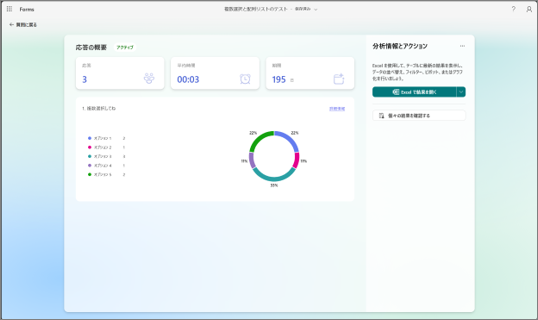 Forms
複数選択と配列リストのテスト - 保存済み
?
← 質問に戻る
応答の概要 アクティブ
応答
3
平均時間
00:03
期間
195 日
1. 複数選択してね
詳細情報
オプション 1 2
オプション 2 1
オプション 3
オプション 4 1
オプション 5 2
22%
22%
11%
11%
33%
分析情報とアクション
Excel を使用して、テーブルに最新の結果を表示し、
データの並べ替え、フィルター、ピボット、またはグラフ
化を行いましょう。
Excel で結果を開く
個々の結果を確認する